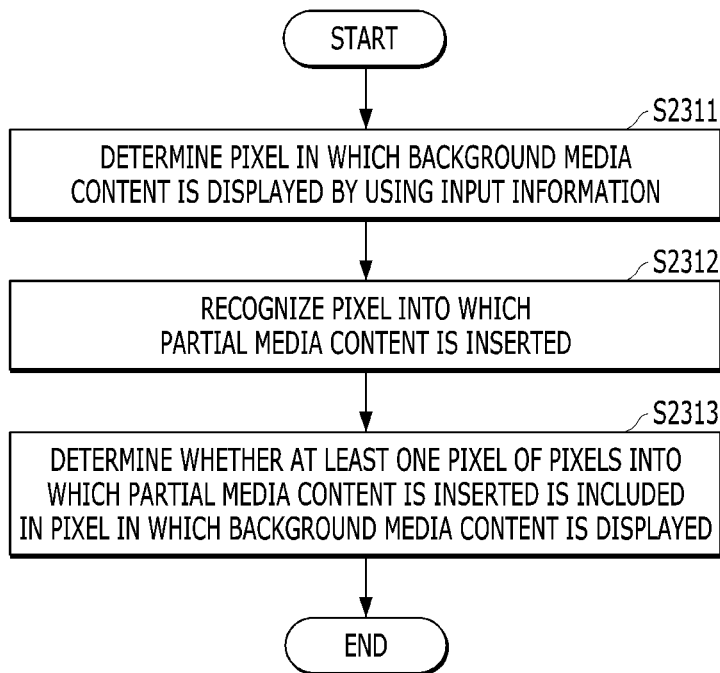 START
S2311
DETERMINE PIXEL IN WHICH BACKGROUND MEDIA
CONTENT IS DISPLAYED BY USING INPUT INFORMATION
S2312
RECOGNIZE PIXEL INTO WHICH
PARTIAL MEDIA CONTENT IS INSERTED
S2313
DETERMINE WHETHER AT LEAST ONE PIXEL OF PIXELS INTO
WHICH PARTIAL MEDIA CONTENT IS INSERTED IS INCLUDED
IN PIXEL IN WHICH BACKGROUND MEDIA CONTENT IS DISPLAYED
END